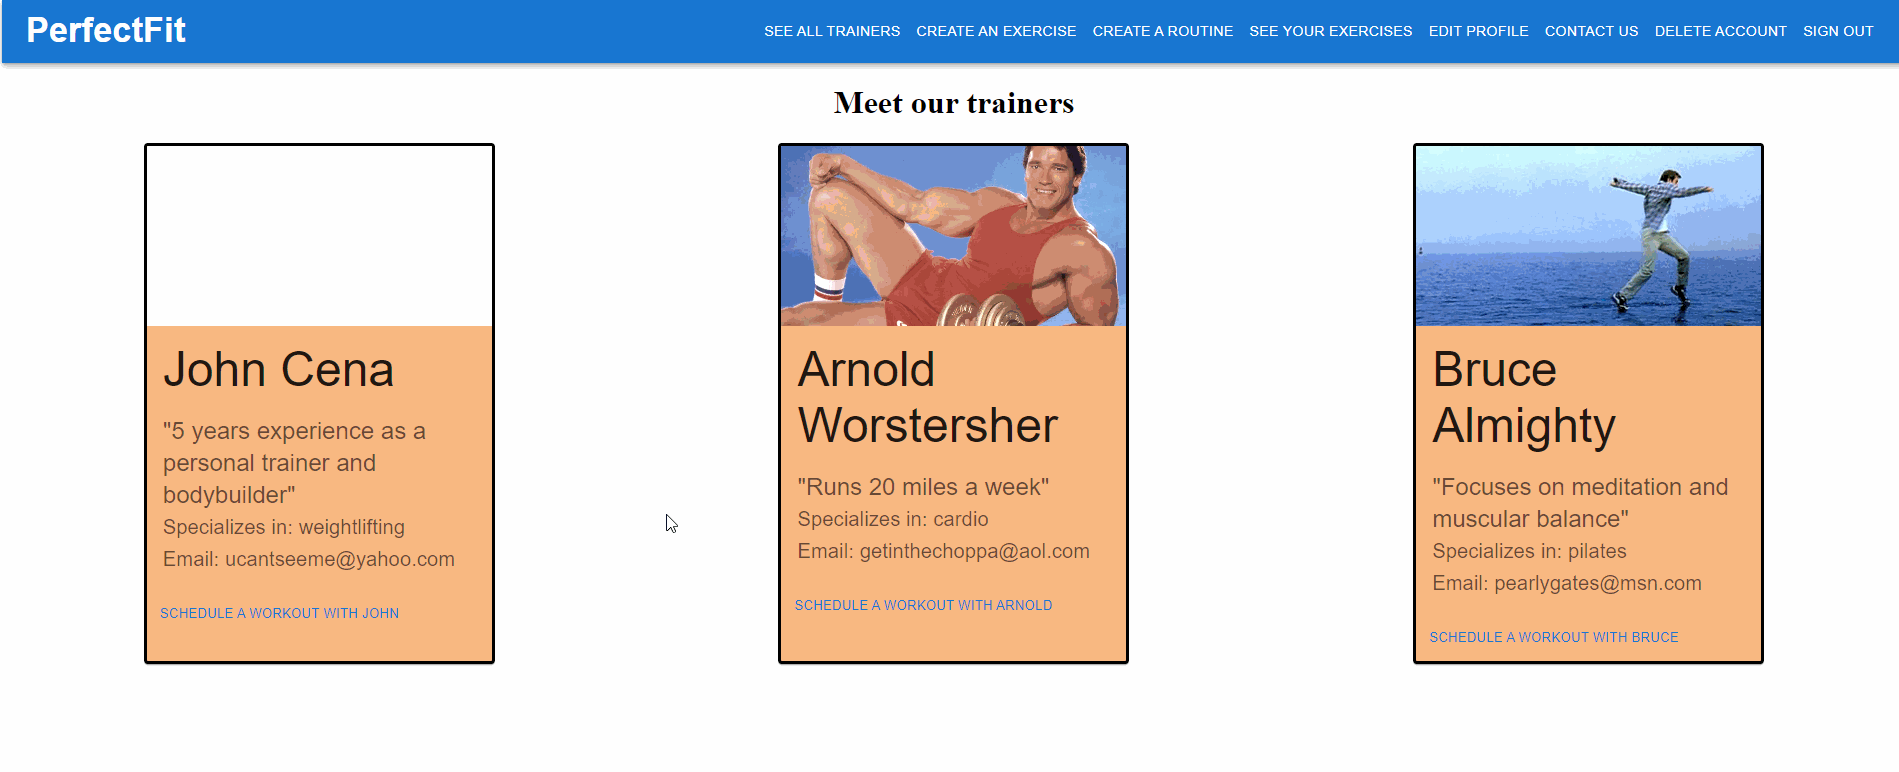 PerfectFit
SEE ALL TRAINERS CREATE AN EXERCISE CREATE A ROUTINE SEE YOUR EXERCISES EDIT PROFILE CONTACT US DELETE ACCOUNT SIGN OUT
Meet our trainers
John Cena
"5 years experience as a
personal trainer and
bodybuilder"
Specializes in: weightlifting
Email: ucantseeme@yahoo.com
SCHEDULE A WORKOUT WITH JOHN
Arnold
Worstersher
"Runs 20 miles a week"
Specializes in: cardio
Email: getinthechoppa@aol.com
SCHEDULE A WORKOUT WITH ARNOLD
Bruce
Almighty
"Focuses on meditation and
muscular balance"
Specializes in: pilates
Email: pearlygates@msn.com
SCHEDULE A WORKOUT WITH BRUCE